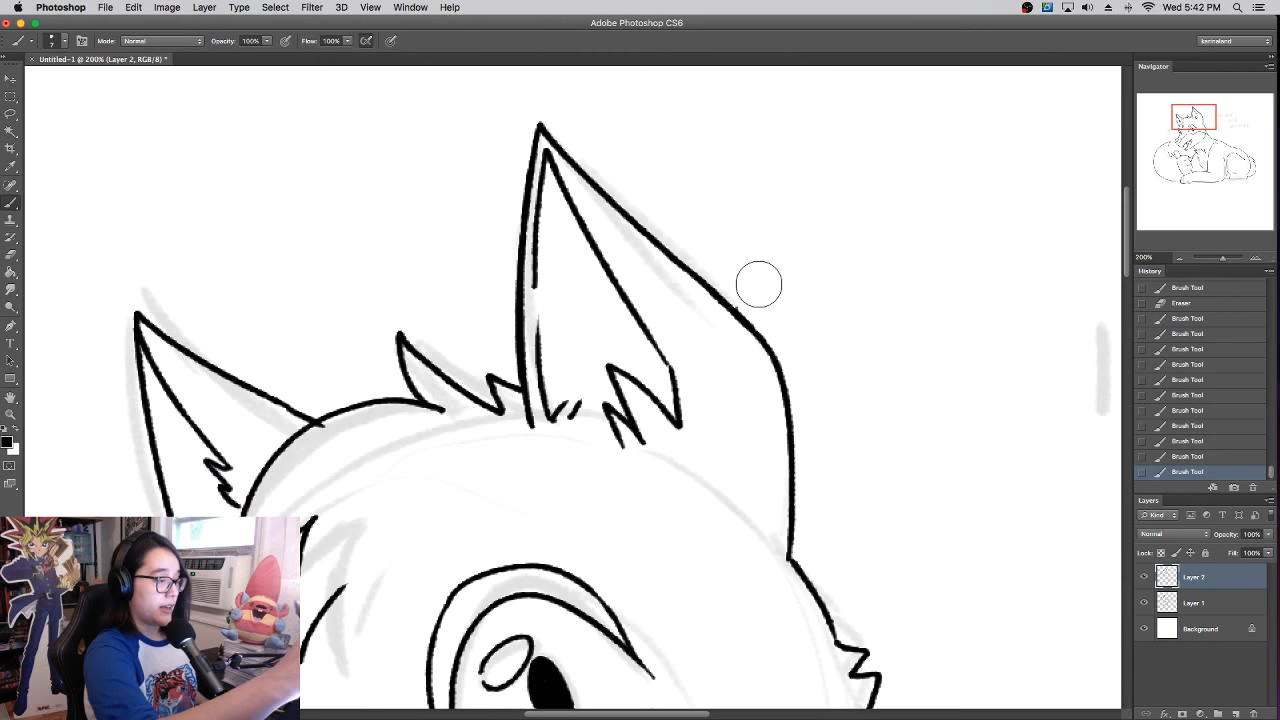 Photoshop File Edit Image Layer Type Select Filter 3D View Window Help Wed 5:42 PM
Adobe Photoshop CS6
7 Mode: Normal Opacity: 100% Flow: 100% karinaland
× Untitled-1 @ 200% (Layer 2, RGB/8) *
Navigator
200%
History
Brush Tool
Eraser
Brush Tool
Brush Tool
Brush Tool
Brush Tool
Brush Tool
Brush Tool
Brush Tool
Brush Tool
Brush Tool
Brush Tool
Brush Tool
Layers
Kind
Normal Opacity: 100%
Lock: Fill: 100%
Layer 2
Layer 1
Background